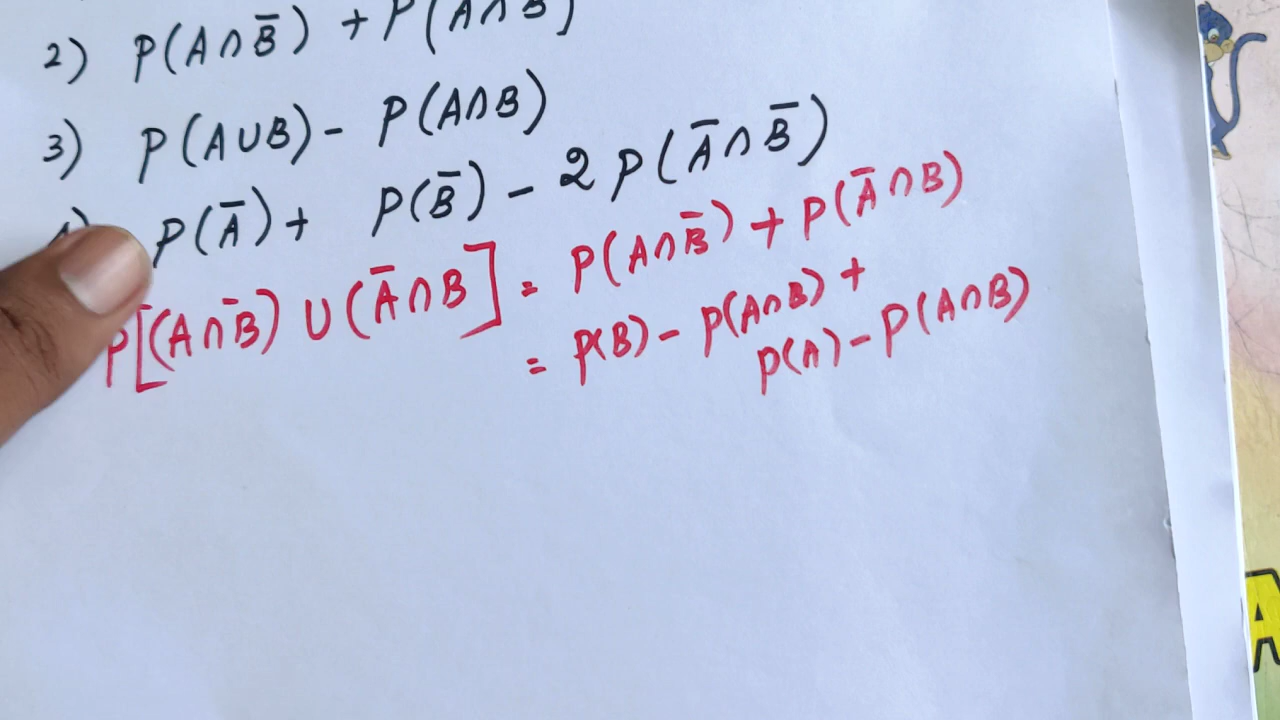 2) P(A∩B̅) + P(A̅∩B)
3) P(A∪B) - P(A∩B)
P(A̅) + P(B̅) - 2P(A̅∩B̅)
P[(A∩B̅) ∪ (A̅∩B] = P(A∩B̅) + P(A̅∩B)
= P(B) - P(A∩B) +
P(A) - P(A∩B)
A